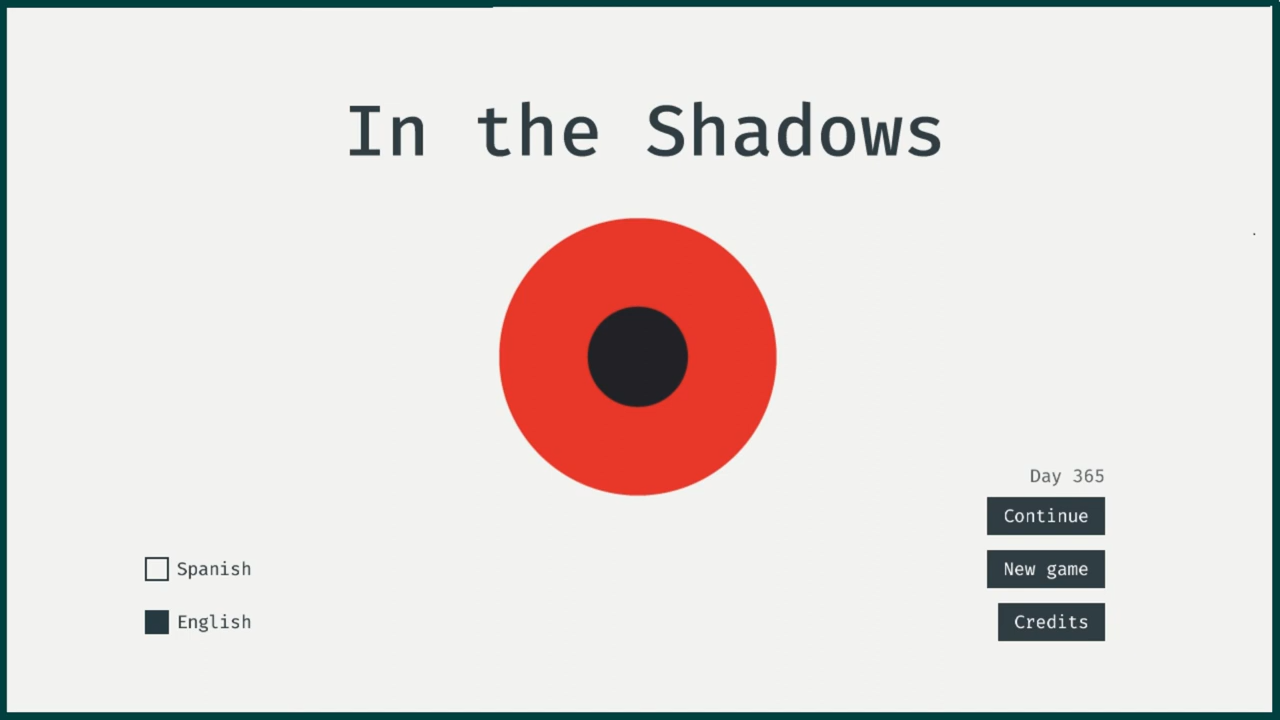 In the Shadows
Day 365
Continue
New game
Credits
Spanish
English